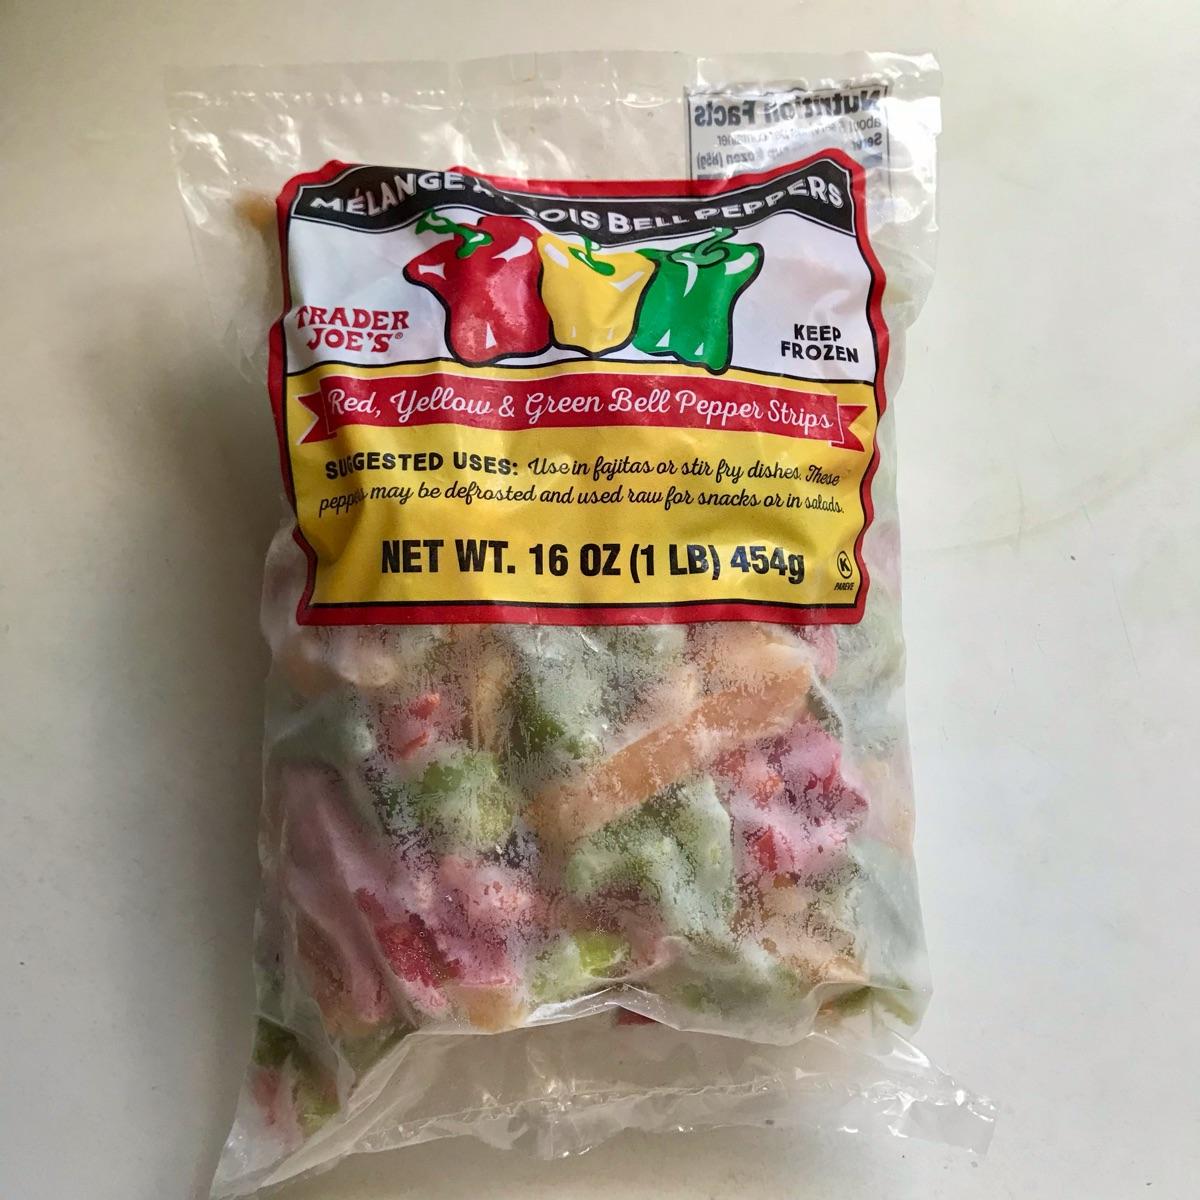 Nutrition Facts
about
Serv
MÉLANGE À BELL PEPPERS
TRADER
JOE'S®
KEEP
FROZEN
Red, Yellow & Green Bell Pepper Strips
SUGGESTED USES: Use in fajitas or stir fry dishes. These
peppers may be defrosted and used raw for snacks or in salads.
NET WT. 16 OZ (1 LB) 454g
K
PAREVE